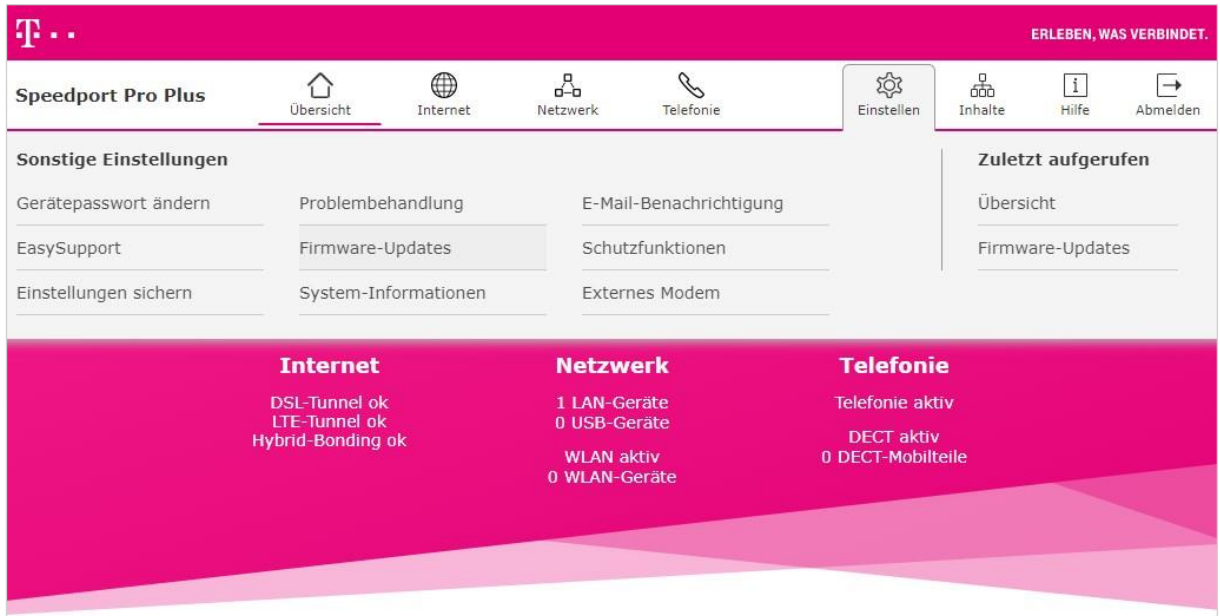 T
ERLEBEN, WAS VERBINDET.
Speedport Pro Plus
Übersicht
Internet
Netzwerk
Telefonie
Einstellen
Inhalte
Hilfe
Abmelden
Sonstige Einstellungen
Zuletzt aufgerufen
Gerätepasswort ändern
Problembehandlung
E-Mail-Benachrichtigung
Übersicht
EasySupport
Firmware-Updates
Schutzfunktionen
Firmware-Updates
Einstellungen sichern
System-Informationen
Externes Modem
Internet
DSL-Tunnel ok
LTE-Tunnel ok
Hybrid-Bonding ok
Netzwerk
1 LAN-Geräte
0 USB-Geräte
WLAN aktiv
0 WLAN-Geräte
Telefonie
Telefonie aktiv
DECT aktiv
0 DECT-Mobilteile